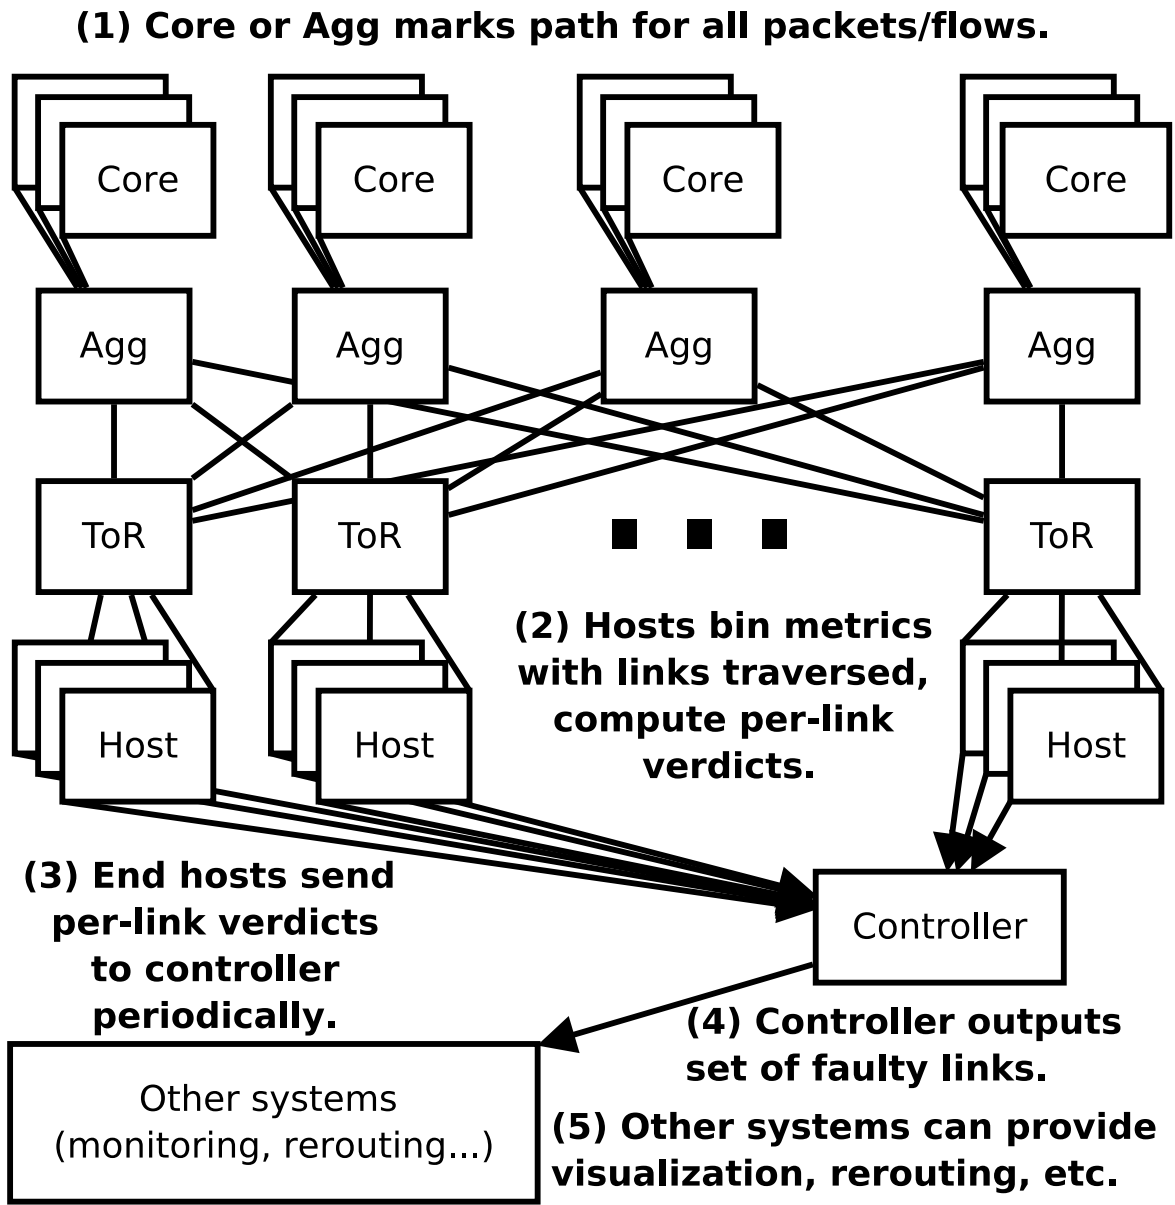 (1) Core or Agg marks path for all packets/flows.
Core
Core
Core
Core
Agg
Agg
Agg
Agg
ToR
ToR
ToR
(2) Hosts bin metrics
with links traversed,
compute per-link
verdicts.
Host
Host
Host
(3) End hosts send
per-link verdicts
to controller
periodically.
Controller
(4) Controller outputs
set of faulty links.
Other systems
(monitoring, rerouting...)
(5) Other systems can provide
visualization, rerouting, etc.